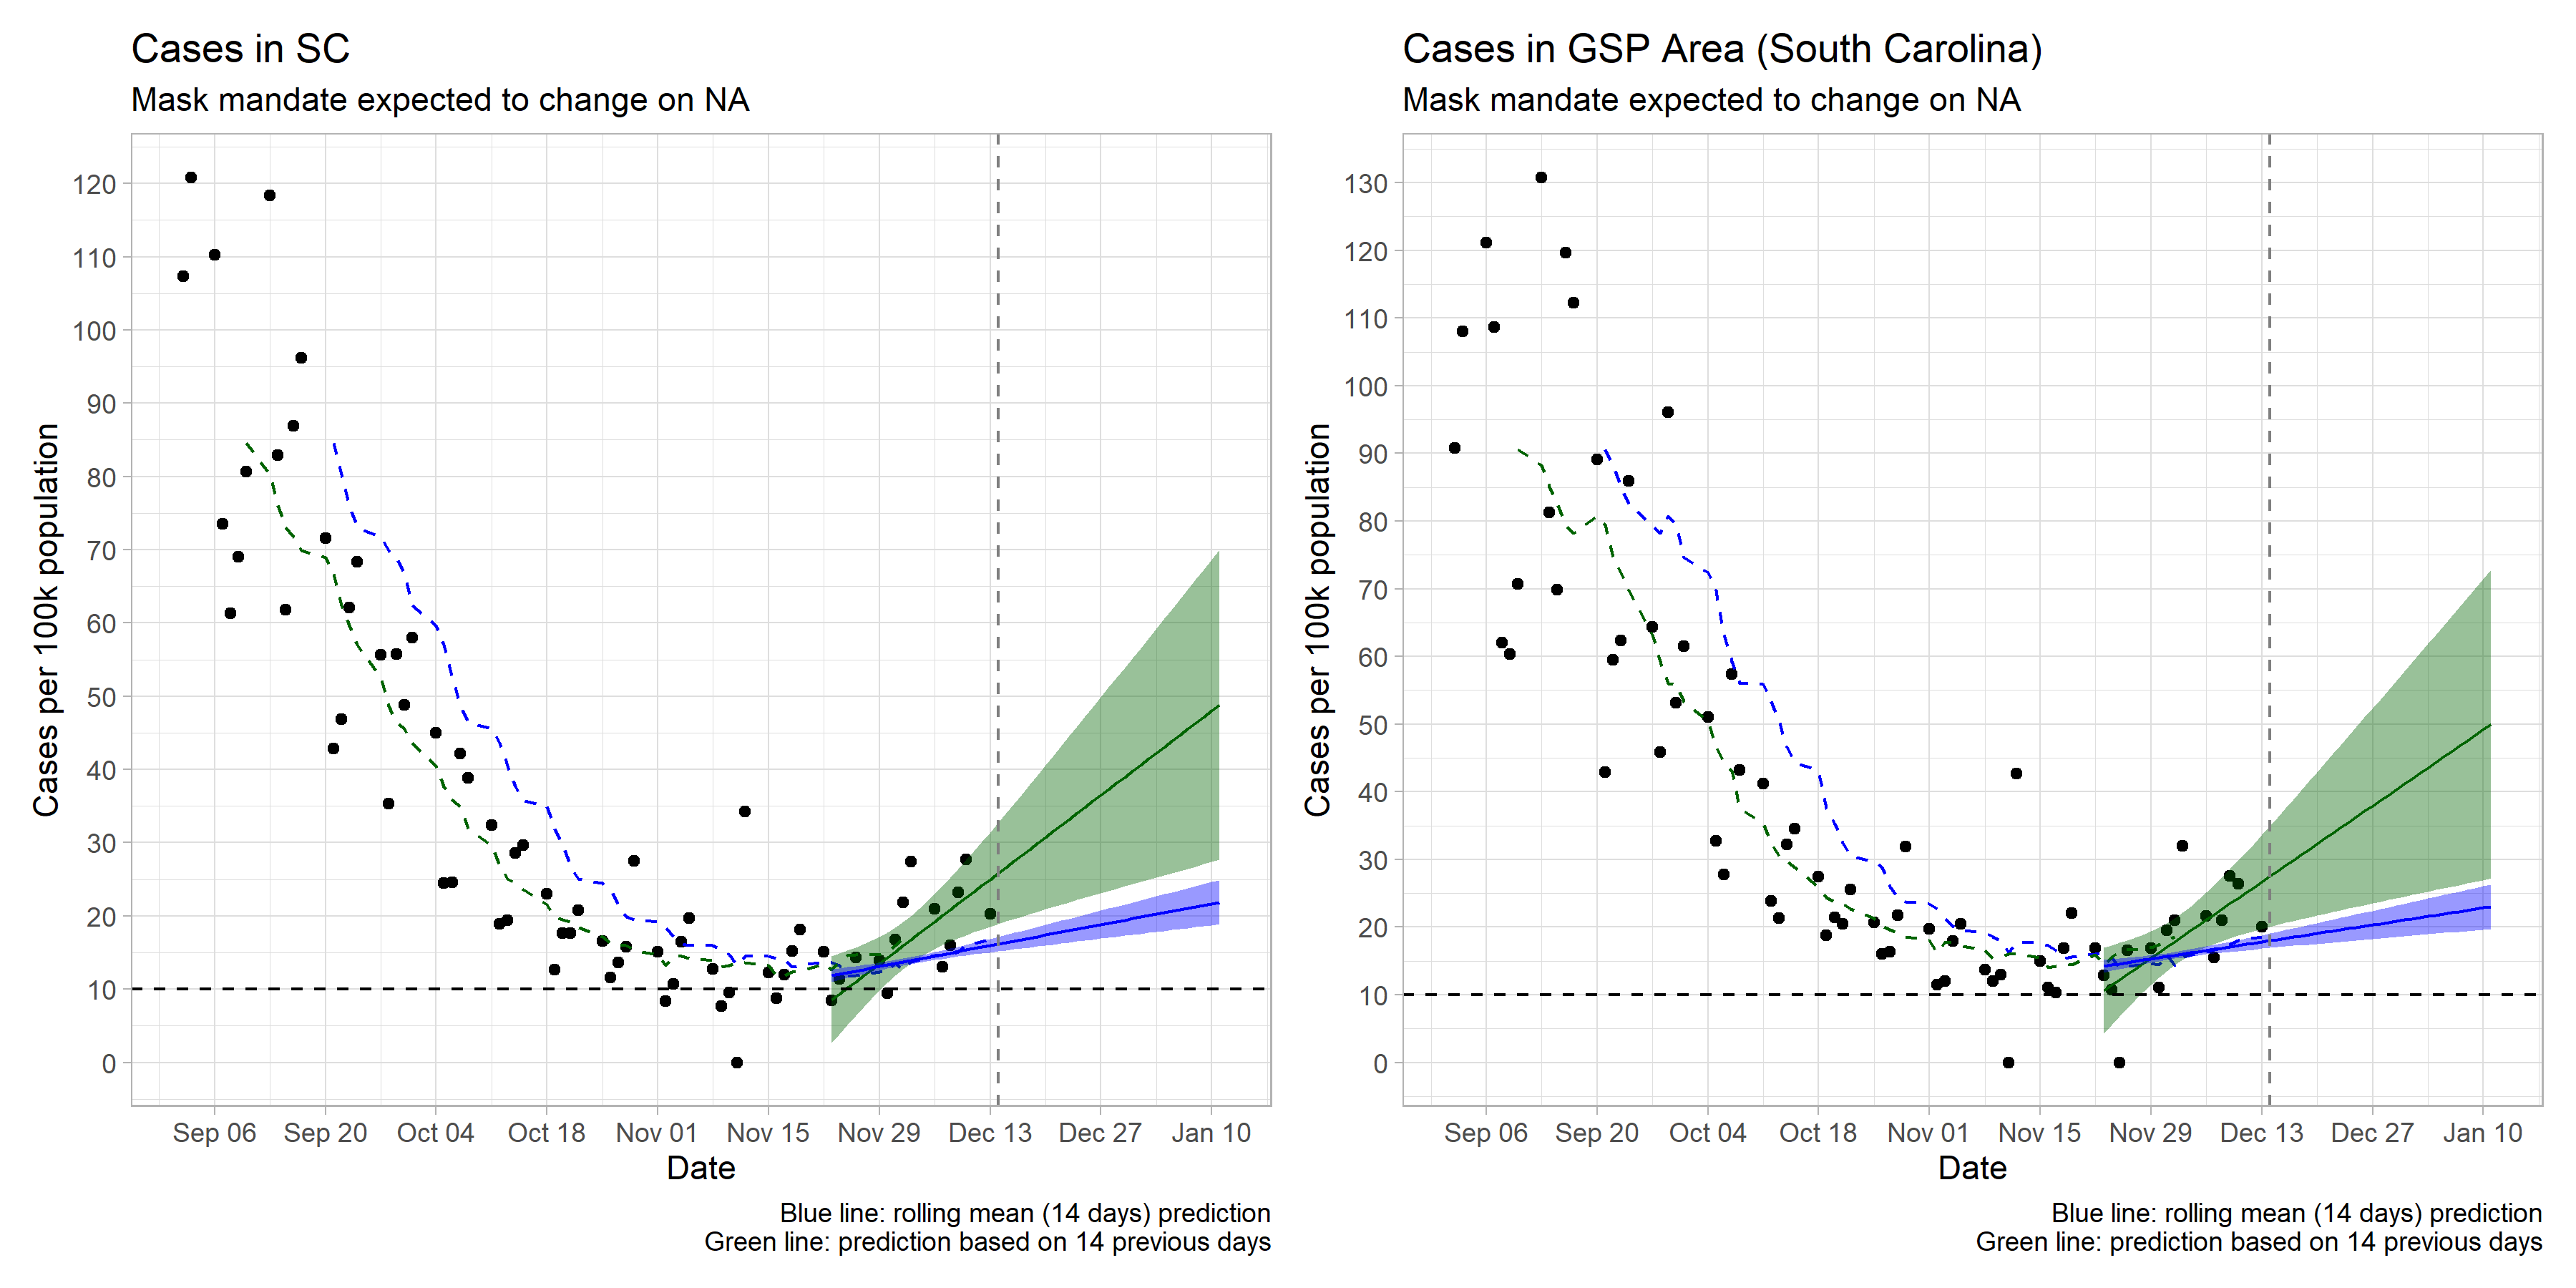 Cases in SC
Mask mandate expected to change on NA
Cases per 100k population
120
110
100
90
80
70
60
50
40
30
20
10
0
Sep 06 Sep 20 Oct 04 Oct 18 Nov 01 Nov 15 Nov 29 Dec 13 Dec 27 Jan 10
Date
Blue line: rolling mean (14 days) prediction
Green line: prediction based on 14 previous days
Cases in GSP Area (South Carolina)
Mask mandate expected to change on NA
Cases per 100k population
130
120
110
100
90
80
70
60
50
40
30
20
10
0
Sep 06 Sep 20 Oct 04 Oct 18 Nov 01 Nov 15 Nov 29 Dec 13 Dec 27 Jan 10
Date
Blue line: rolling mean (14 days) prediction
Green line: prediction based on 14 previous days